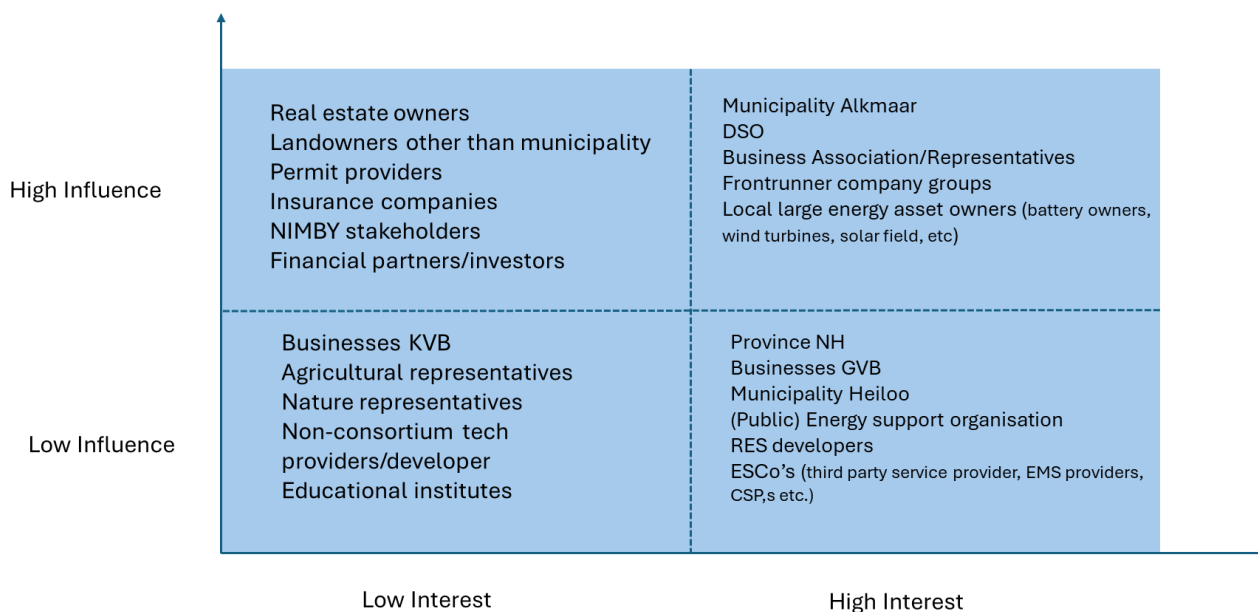 High Influence
Real estate owners
Landowners other than municipality
Permit providers
Insurance companies
NIMBY stakeholders
Financial partners/investors
Municipality Alkmaar
DSO
Business Association/Representatives
Frontrunner company groups
Local large energy asset owners (battery owners,
wind turbines, solar field, etc)
Low Influence
Businesses KVB
Agricultural representatives
Nature representatives
Non-consortium tech
providers/developer
Educational institutes
Province NH
Businesses GVB
Municipality Heiloo
(Public) Energy support organisation
RES developers
ESCo’s (third party service provider, EMS providers,
CSP,s etc.)
Low Interest
High Interest